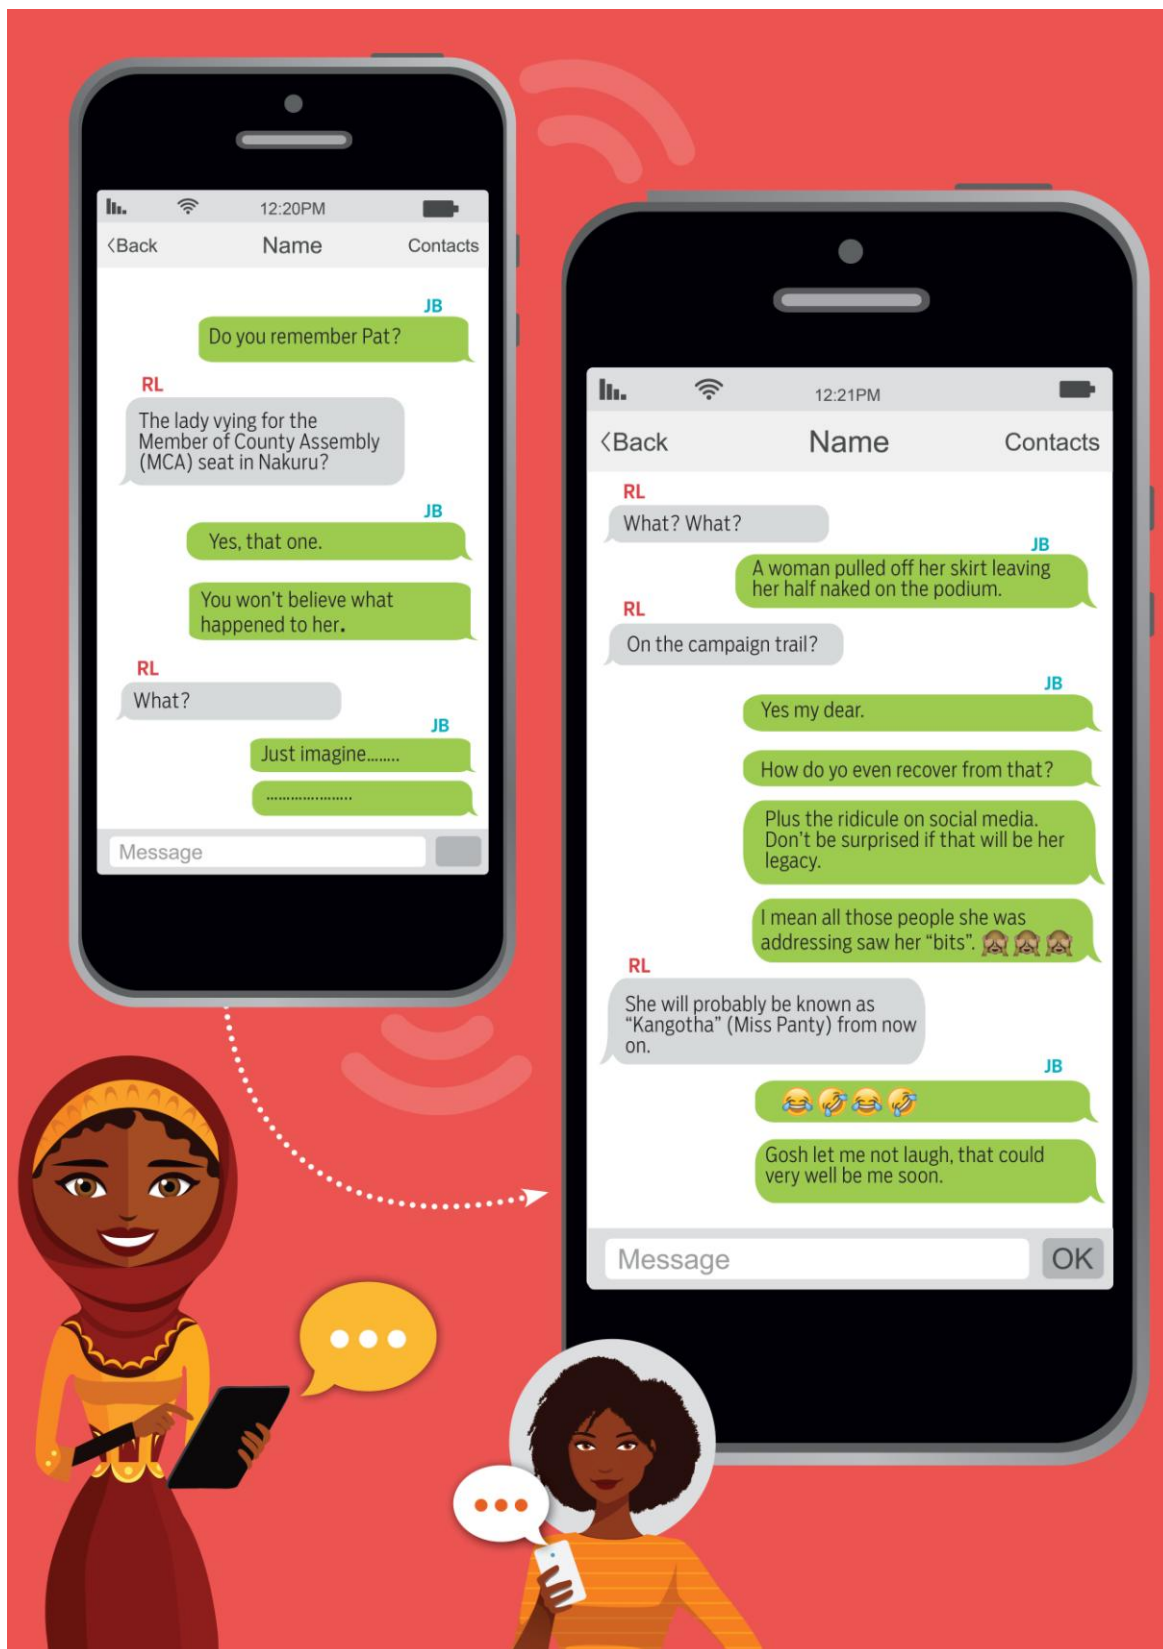 12:20PM
<Back Name Contacts
JB
Do you remember Pat?
RL
The lady vying for the
Member of County Assembly
(MCA) seat in Nakuru?
JB
Yes, that one.
You won't believe what
happened to her.
RL
What?
JB
Just imagine........
.....................
Message
12:21PM
<Back Name Contacts
RL
What? What?
JB
A woman pulled off her skirt leaving
her half naked on the podium.
RL
On the campaign trail?
JB
Yes my dear.
How do yo even recover from that?
Plus the ridicule on social media.
Don't be surprised if that will be her
legacy.
I mean all those people she was
addressing saw her "bits". 🙈🙈🙈
RL
She will probably be known as
"Kangotha" (Miss Panty) from now
on.
JB
😂🤣😂🤣
Gosh let me not laugh, that could
very well be me soon.
Message OK